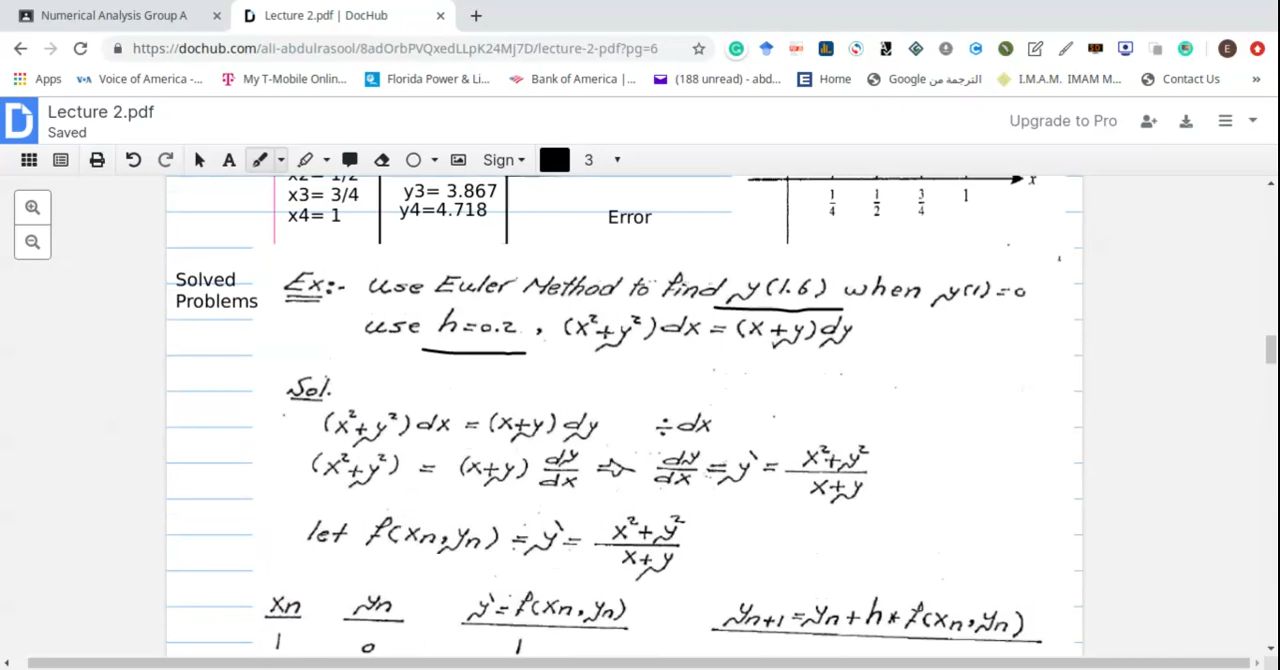 Numerical Analysis Group A
Lecture 2.pdf | DocHub
https://dochub.com/ali-abdulrasool/8adOrbPVQxedLLpK24Mj7D/lecture-2-pdf?pg=6
E
Apps
Voice of America -...
My T-Mobile Onlin...
Florida Power & Li...
Bank of America |...
(188 unread) - abd...
Home
الترجمة من Google
I.M.A.M. IMAM M...
Contact Us
»
Lecture 2.pdf
Saved
Upgrade to Pro
A
Sign
3
x2= 1/2
x3= 3/4
y3= 3.867
x4= 1
y4=4.718
Error
x
1/4 1/2 3/4 1
Solved
Problems
Ex:- use Euler Method to find y(1.6) when y(1)=0
use h=0.2 , (x²+y²)dx = (x+y)dy
Sol.
(x²+y²)dx = (x+y)dy ÷dx
(x²+y²) = (x+y) dy/dx ⇒ dy/dx = y` = x²+y²/x+y
let f(xn,yn) = y` = x²+y²/x+y
xn yn y`=f(xn,yn) yn+1=yn+h*f(xn,yn)
1 0 1